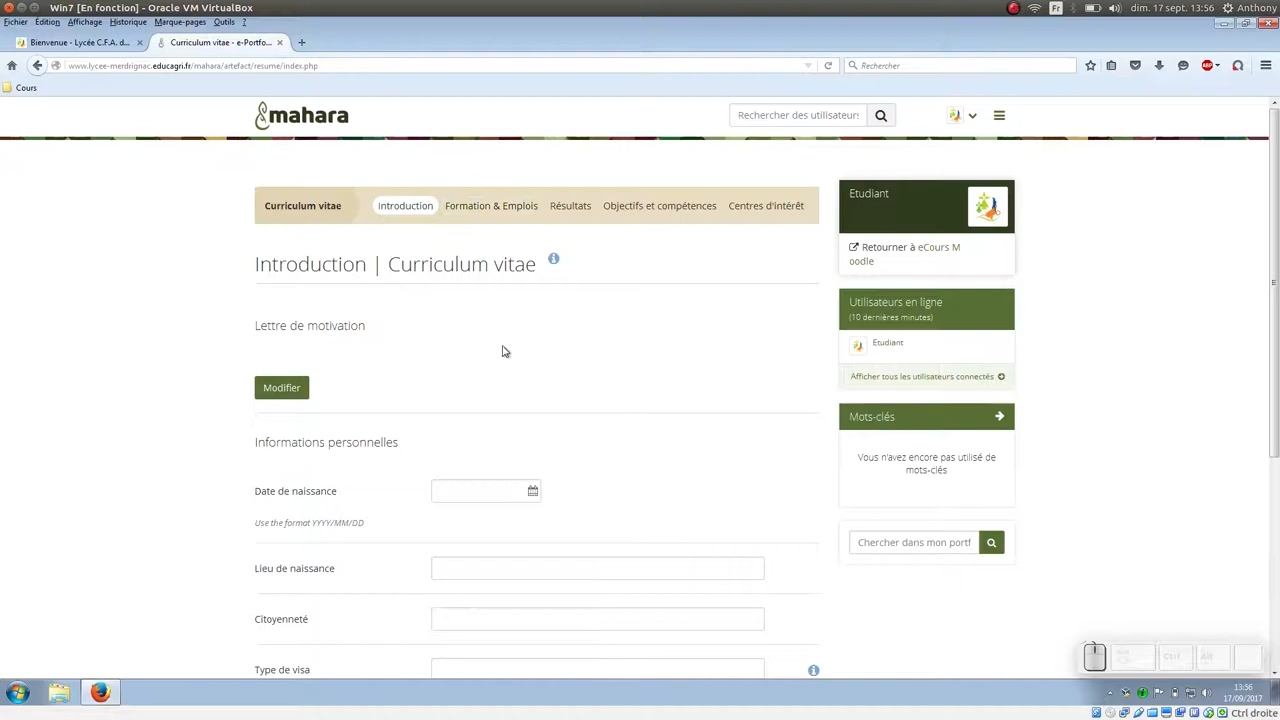 Win7 [En fonction] - Oracle VM VirtualBox
Fr
dim. 17 sept. 13:56
Anthony
Fichier Édition Affichage Historique Marque-pages Outils ?
Bienvenue - Lycée C.F.A. d...
Curriculum vitae - e-Portfo...
www.lycee-merdrignac.educagri.fr/mahara/artefact/resume/index.php
Rechercher
ABP
Cours
mahara
Rechercher des utilisateurs
Curriculum vitae
Introduction
Formation & Emplois
Résultats
Objectifs et compétences
Centres d'intérêt
Introduction | Curriculum vitae
Lettre de motivation
Modifier
Informations personnelles
Date de naissance
Use the format YYYY/MM/DD
Lieu de naissance
Citoyenneté
Type de visa
Etudiant
Retourner à eCours M
oodle
Utilisateurs en ligne
(10 dernières minutes)
Etudiant
Afficher tous les utilisateurs connectés
Mots-clés
Vous n'avez encore pas utilisé de
mots-clés
Chercher dans mon portf
Ctrl
Alt
13:56
17/09/2017
Ctrl droite